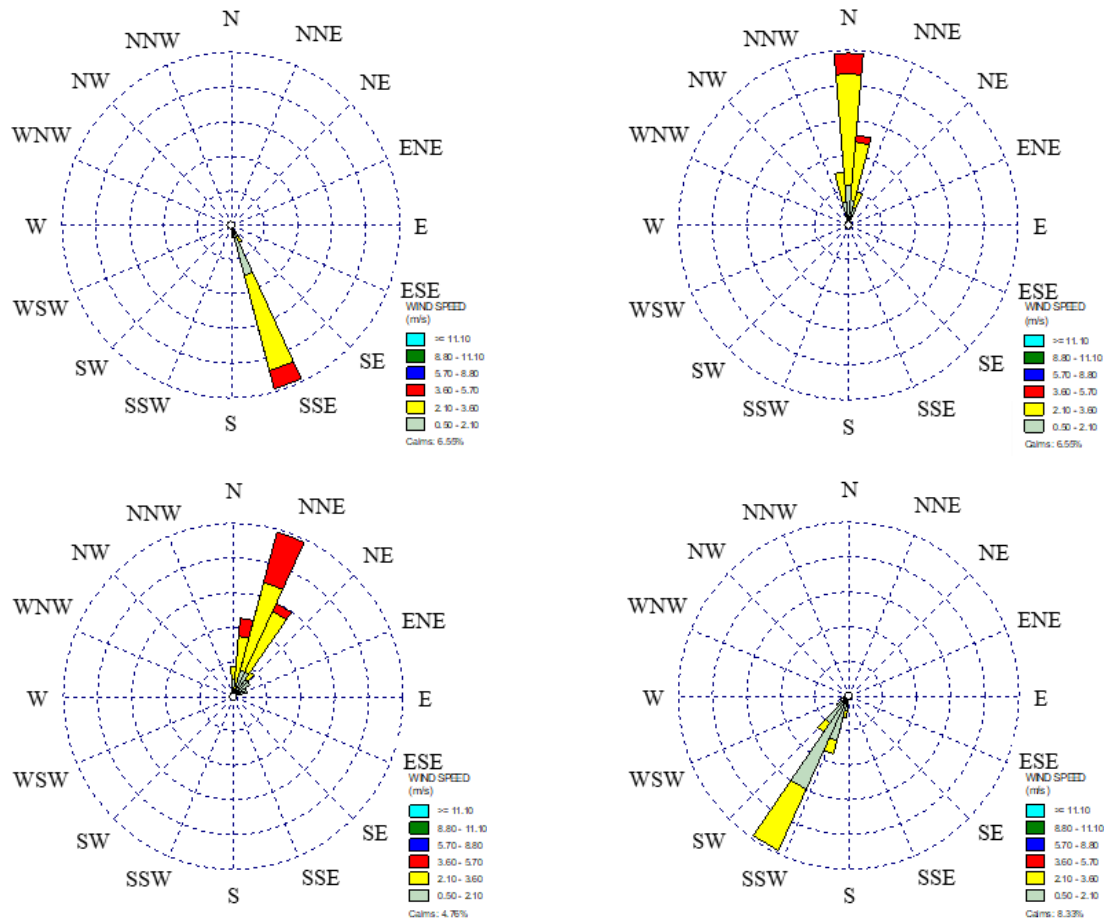 N
NNW
NNE
NW
NE
WNW
ENE
W
E
WSW
ESE
SW
SE
SSW
SSE
S
WIND SPEED
(m/s)
>= 11.10
8.80 - 11.10
5.70 - 8.80
3.60 - 5.70
2.10 - 3.60
0.50 - 2.10
Calms: 6.55%
N
NNW
NNE
NW
NE
WNW
ENE
W
E
WSW
ESE
SW
SE
SSW
SSE
S
WIND SPEED
(m/s)
>= 11.10
8.80 - 11.10
5.70 - 8.80
3.60 - 5.70
2.10 - 3.60
0.50 - 2.10
Calms: 6.55%
N
NNW
NNE
NW
NE
WNW
ENE
W
E
WSW
ESE
SW
SE
SSW
SSE
S
WIND SPEED
(m/s)
>= 11.10
8.80 - 11.10
5.70 - 8.80
3.60 - 5.70
2.10 - 3.60
0.50 - 2.10
Calms: 4.76%
N
NNW
NNE
NW
NE
WNW
ENE
W
E
WSW
ESE
SW
SE
SSW
SSE
S
WIND SPEED
(m/s)
>= 11.10
8.80 - 11.10
5.70 - 8.80
3.60 - 5.70
2.10 - 3.60
0.50 - 2.10
Calms: 8.33%